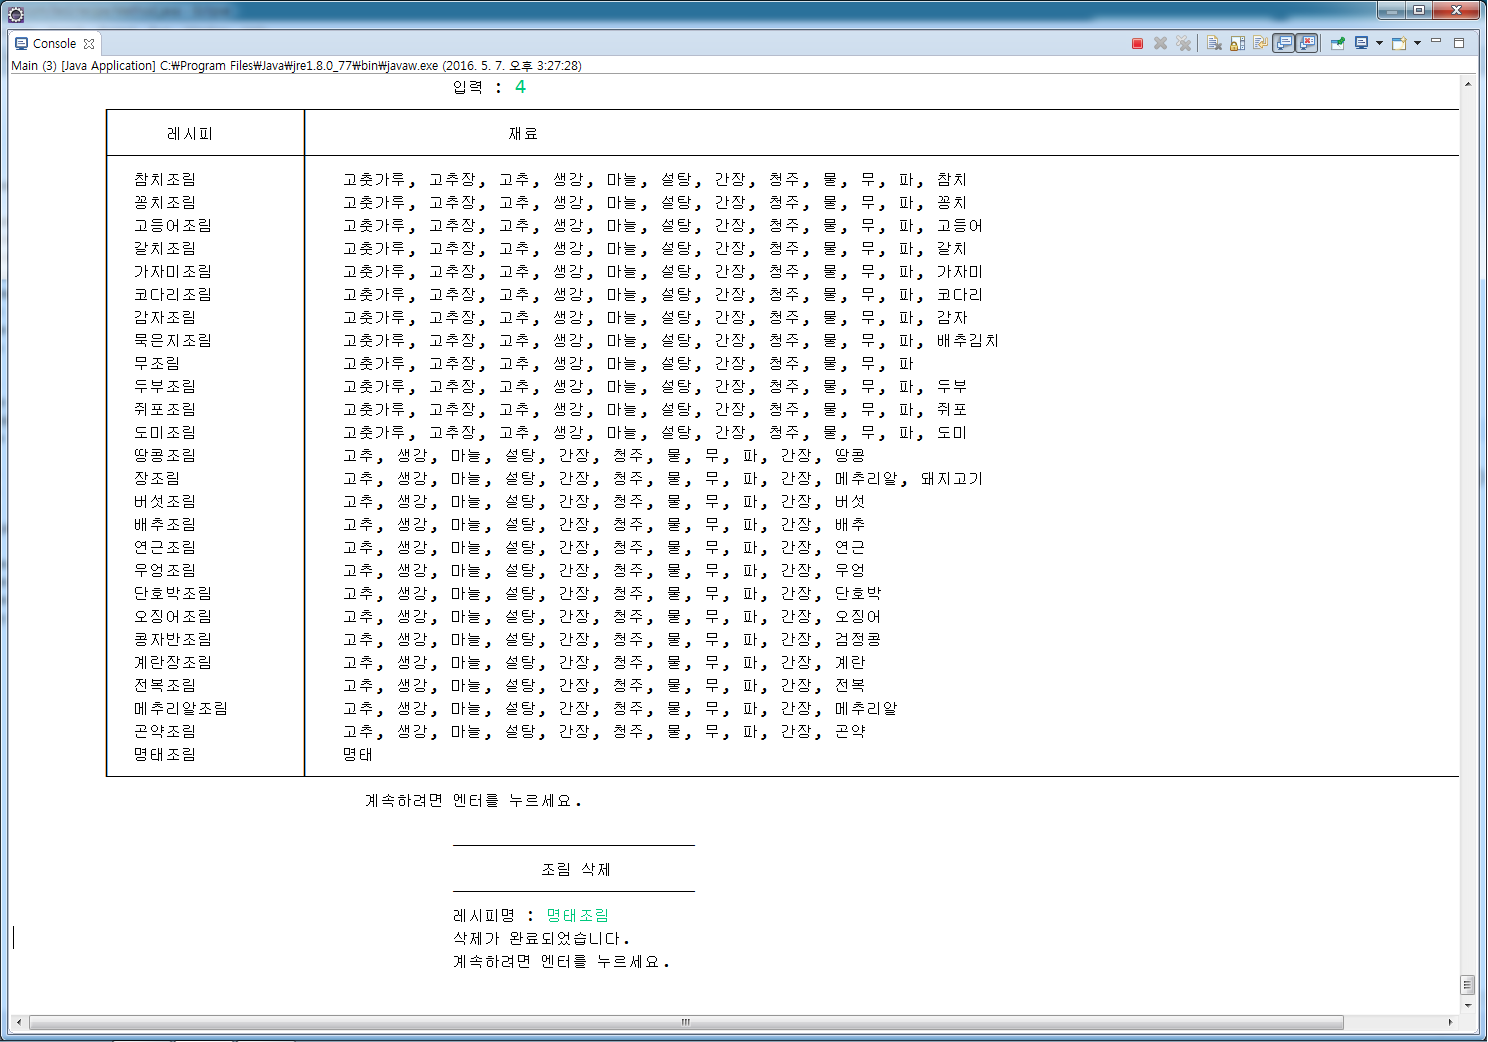 Console
Main (3) [Java Application] C:₩Program Files₩Java₩jre1.8.0_77₩bin₩javaw.exe (2016. 5. 7. 오후 3:27:28)
입력 : 4
레시피 재료
참치조림 고춧가루, 고추장, 고추, 생강, 마늘, 설탕, 간장, 청주, 물, 무, 파, 참치
꽁치조림 고춧가루, 고추장, 고추, 생강, 마늘, 설탕, 간장, 청주, 물, 무, 파, 꽁치
고등어조림 고춧가루, 고추장, 고추, 생강, 마늘, 설탕, 간장, 청주, 물, 무, 파, 고등어
갈치조림 고춧가루, 고추장, 고추, 생강, 마늘, 설탕, 간장, 청주, 물, 무, 파, 갈치
가자미조림 고춧가루, 고추장, 고추, 생강, 마늘, 설탕, 간장, 청주, 물, 무, 파, 가자미
코다리조림 고춧가루, 고추장, 고추, 생강, 마늘, 설탕, 간장, 청주, 물, 무, 파, 코다리
감자조림 고춧가루, 고추장, 고추, 생강, 마늘, 설탕, 간장, 청주, 물, 무, 파, 감자
묵은지조림 고춧가루, 고추장, 고추, 생강, 마늘, 설탕, 간장, 청주, 물, 무, 파, 배추김치
무조림 고춧가루, 고추장, 고추, 생강, 마늘, 설탕, 간장, 청주, 물, 무, 파
두부조림 고춧가루, 고추장, 고추, 생강, 마늘, 설탕, 간장, 청주, 물, 무, 파, 두부
쥐포조림 고춧가루, 고추장, 고추, 생강, 마늘, 설탕, 간장, 청주, 물, 무, 파, 쥐포
도미조림 고춧가루, 고추장, 고추, 생강, 마늘, 설탕, 간장, 청주, 물, 무, 파, 도미
땅콩조림 고추, 생강, 마늘, 설탕, 간장, 청주, 물, 무, 파, 간장, 땅콩
장조림 고추, 생강, 마늘, 설탕, 간장, 청주, 물, 무, 파, 간장, 메추리알, 돼지고기
버섯조림 고추, 생강, 마늘, 설탕, 간장, 청주, 물, 무, 파, 간장, 버섯
배추조림 고추, 생강, 마늘, 설탕, 간장, 청주, 물, 무, 파, 간장, 배추
연근조림 고추, 생강, 마늘, 설탕, 간장, 청주, 물, 무, 파, 간장, 연근
우엉조림 고추, 생강, 마늘, 설탕, 간장, 청주, 물, 무, 파, 간장, 우엉
단호박조림 고추, 생강, 마늘, 설탕, 간장, 청주, 물, 무, 파, 간장, 단호박
오징어조림 고추, 생강, 마늘, 설탕, 간장, 청주, 물, 무, 파, 간장, 오징어
콩자반조림 고추, 생강, 마늘, 설탕, 간장, 청주, 물, 무, 파, 간장, 검정콩
계란장조림 고추, 생강, 마늘, 설탕, 간장, 청주, 물, 무, 파, 간장, 계란
전복조림 고추, 생강, 마늘, 설탕, 간장, 청주, 물, 무, 파, 간장, 전복
메추리알조림 고추, 생강, 마늘, 설탕, 간장, 청주, 물, 무, 파, 간장, 메추리알
곤약조림 고추, 생강, 마늘, 설탕, 간장, 청주, 물, 무, 파, 간장, 곤약
명태조림 명태
계속하려면 엔터를 누르세요.
조림 삭제
레시피명 : 명태조림
삭제가 완료되었습니다.
계속하려면 엔터를 누르세요.